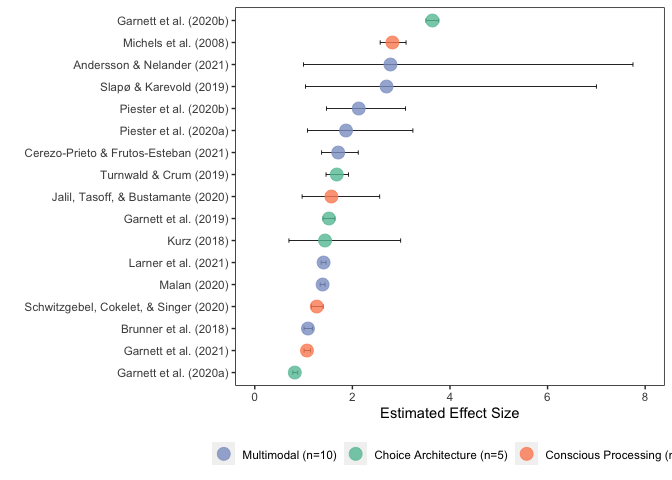 Garnett et al. (2020b)
Michels et al. (2008)
Andersson & Nelander (2021)
Slapø & Karevold (2019)
Piester et al. (2020b)
Piester et al. (2020a)
Cerezo-Prieto & Frutos-Esteban (2021)
Turnwald & Crum (2019)
Jalil, Tasoff, & Bustamante (2020)
Garnett et al. (2019)
Kurz (2018)
Larner et al. (2021)
Malan (2020)
Schwitzgebel, Cokelet, & Singer (2020)
Brunner et al. (2018)
Garnett et al. (2021)
Garnett et al. (2020a)
0 2 4 6 8
Estimated Effect Size
Multimodal (n=10) Choice Architecture (n=5) Conscious Processing (